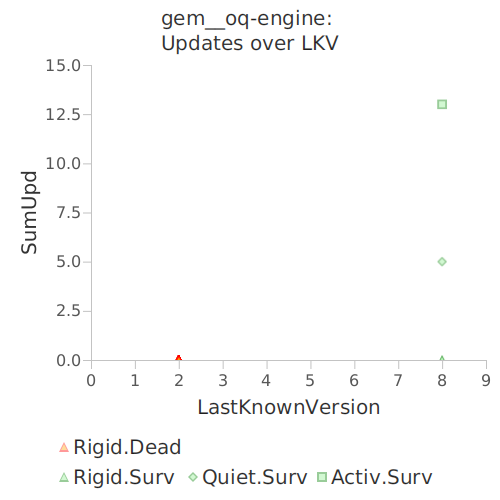 gem__oq-engine:
Updates over LKV
15.0
12.5
10.0
7.5
5.0
2.5
0.0
SumUpd
0 1 2 3 4 5 6 7 8 9
LastKnownVersion
Rigid.Dead
Rigid.Surv Quiet.Surv Activ.Surv